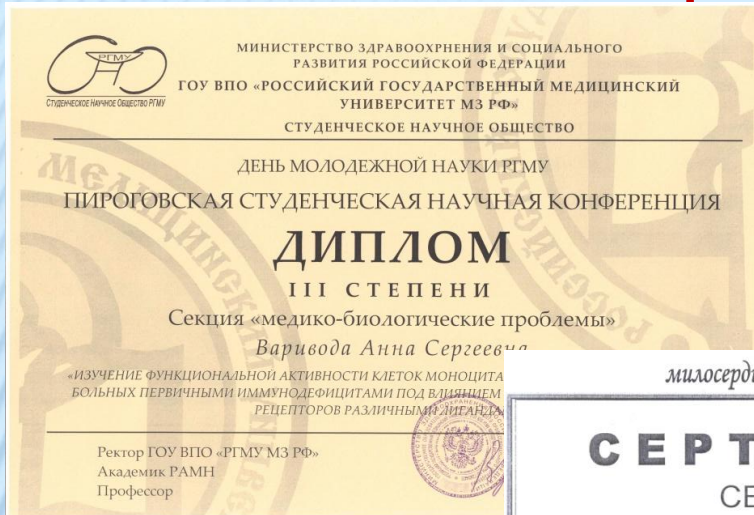 РГМУ
СТУДЕНЧЕСКОЕ НАУЧНОЕ ОБЩЕСТВО РГМУ
МИНИСТЕРСТВО ЗДРАВООХРНЕНИЯ И СОЦИАЛЬНОГО
РАЗВИТИЯ РОССИЙСКОЙ ФЕДЕРАЦИИ
ГОУ ВПО «РОССИЙСКИЙ ГОСУДАРСТВЕННЫЙ МЕДИЦИНСКИЙ
УНИВЕРСИТЕТ МЗ РФ»
СТУДЕНЧЕСКОЕ НАУЧНОЕ ОБЩЕСТВО
ДЕНЬ МОЛОДЕЖНОЙ НАУКИ РГМУ
ПИРОГОВСКАЯ СТУДЕНЧЕСКАЯ НАУЧНАЯ КОНФЕРЕНЦИЯ
ДИПЛОМ
III СТЕПЕНИ
Секция «медико-биологические проблемы»
Варивода Анна Сергеевна
«ИЗУЧЕНИЕ ФУНКЦИОНАЛЬНОЙ АКТИВНОСТИ КЛЕТОК МОНОЦИТА
БОЛЬНЫХ ПЕРВИЧНЫМИ ИММУНОДЕФИЦИТАМИ ПОД ВЛИЯНИЕМ
РЕЦЕПТОРОВ РАЗЛИЧНЫМИ ЛИГАНДА
Ректор ГОУ ВПО «РГМУ МЗ РФ»
Академик РАМН
Профессор
милосерд
СЕРТ
СЕ